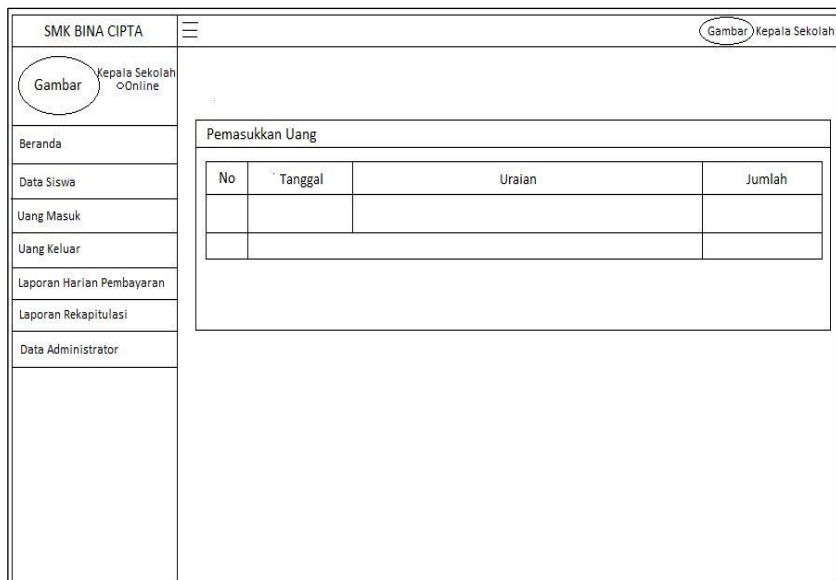 SMK BINA CIPTA
Gambar Kepala Sekolah
Gambar
Kepala Sekolah
Online
Beranda
Data Siswa
Uang Masuk
Uang Keluar
Laporan Harian Pembayaran
Laporan Rekapitulasi
Data Administrator
Pemasukkan Uang
No Tanggal Uraian Jumlah